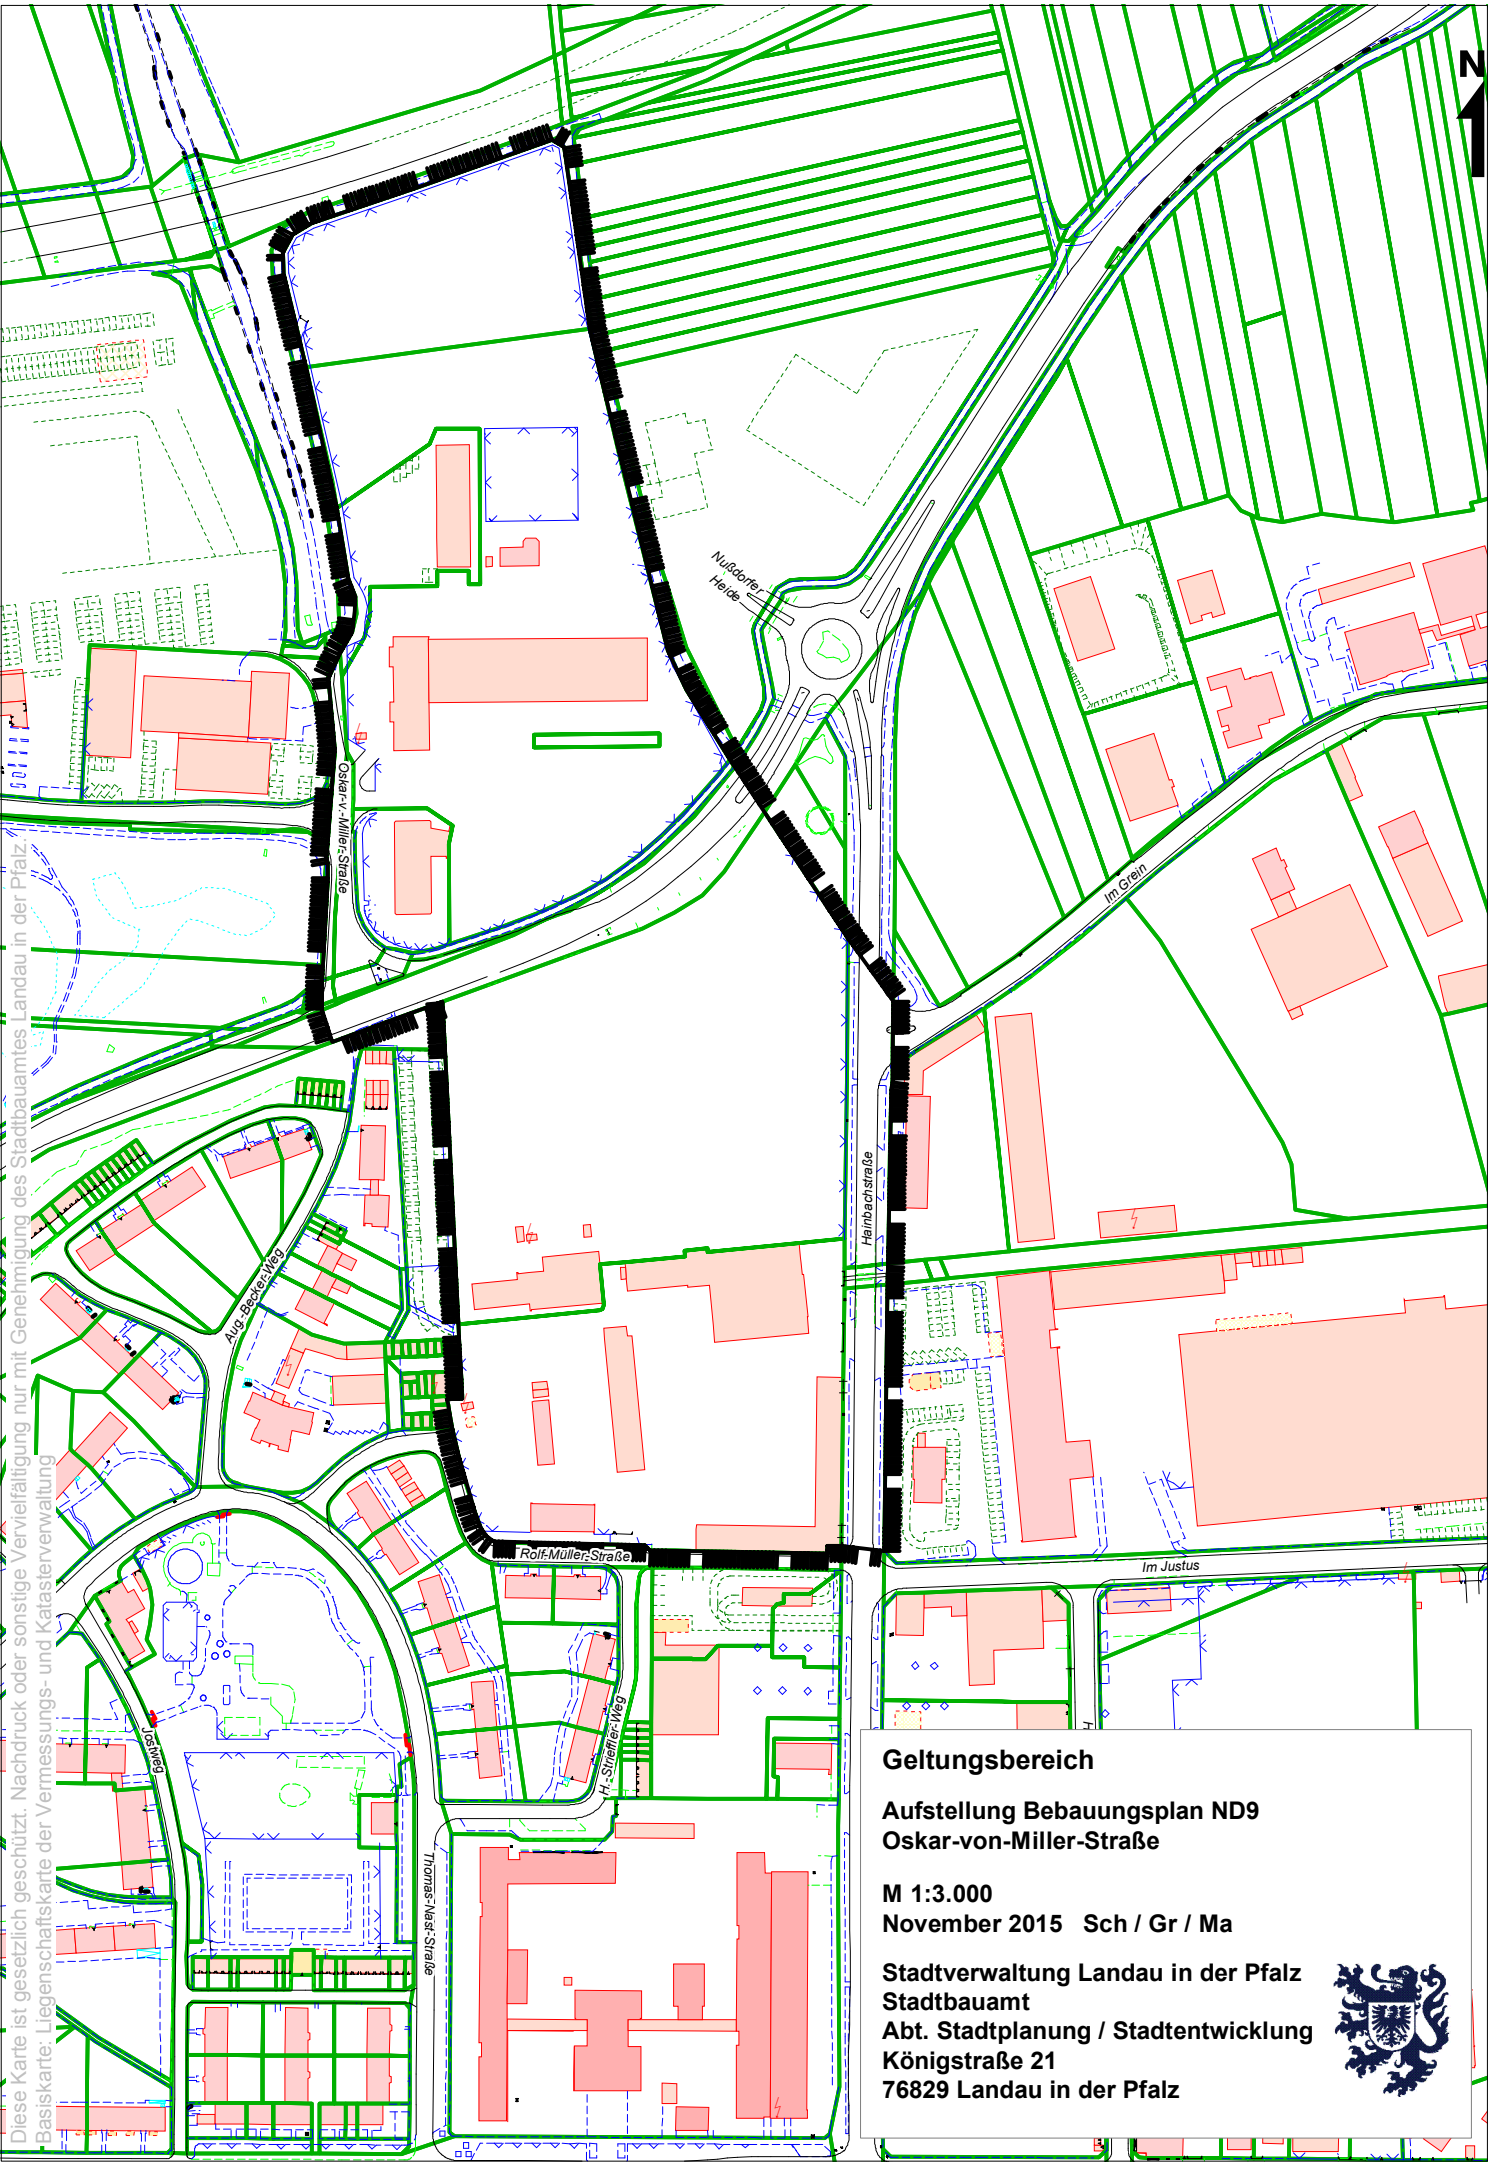 N
Nußdorfer
Heide
Oskar-v.-Miller-Straße
Im Grein
Hainbachstraße
Aug.-Becker-Weg
Rolf-Müller-Straße
Im Justus
Jostweg
H.-Strieffler-Weg
Thomas-Nast-Straße
H
Diese Karte ist gesetzlich geschützt. Nachdruck oder sonstige Vervielfältigung nur mit Genehmigung des Stadtbauamtes Landau in der Pfalz.
Basiskarte: Liegenschaftskarte der Vermessungs- und Katasterverwaltung
Geltungsbereich
Aufstellung Bebauungsplan ND9
Oskar-von-Miller-Straße
M 1:3.000
November 2015 Sch / Gr / Ma
Stadtverwaltung Landau in der Pfalz
Stadtbauamt
Abt. Stadtplanung / Stadtentwicklung
Königstraße 21
76829 Landau in der Pfalz